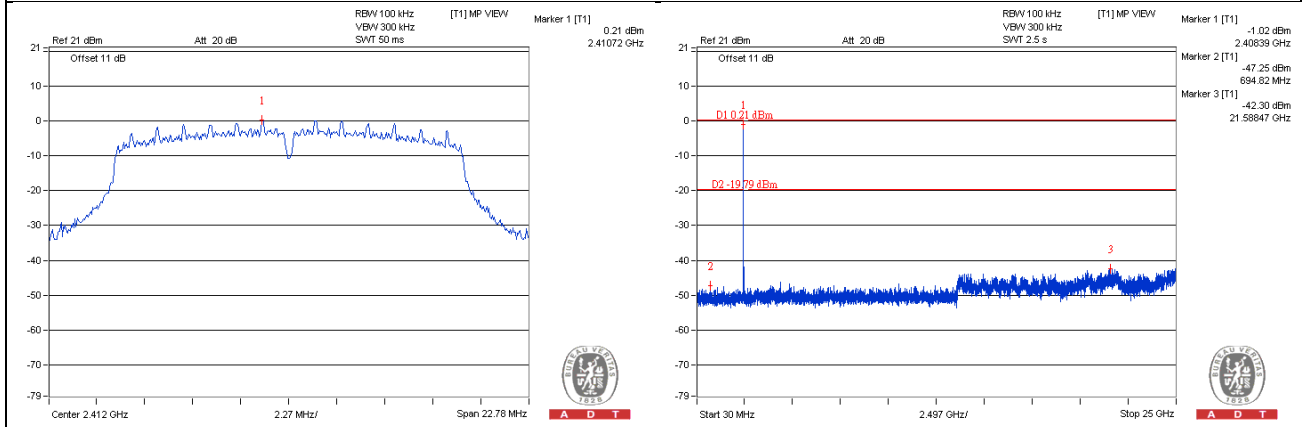 RBW 100 kHz [T1] MP VIEW
VBW 300 kHz
Ref 21 dBm Att 20 dB SWT 50 ms
Marker 1 [T1]
0.21 dBm
2.41072 GHz
21
Offset 11 dB
10
1
0
-10
-20
-30
-40
-50
-60
-70
-79
Center 2.412 GHz 2.27 MHz/ Span 22.78 MHz
BUREAU VERITAS
1828
A D T
RBW 100 kHz [T1] MP VIEW
VBW 300 kHz
Ref 21 dBm Att 20 dB SWT 2.5 s
Marker 1 [T1]
-1.02 dBm
2.40839 GHz
Marker 2 [T1]
-47.25 dBm
694.82 MHz
Marker 3 [T1]
-42.30 dBm
21.58847 GHz
21
Offset 11 dB
10
1
D1 0.21 dBm
0
-10
D2 -19.79 dBm
-20
-30
3
2
-40
-50
-60
-70
-79
Start 30 MHz 2.497 GHz/ Stop 25 GHz
BUREAU VERITAS
1828
A D T